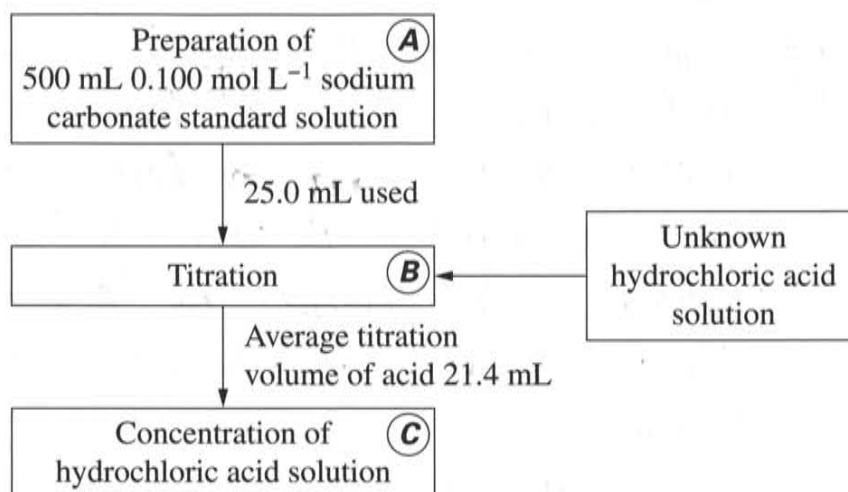 Preparation of
A
500 mL 0.100 mol L⁻¹ sodium
carbonate standard solution
25.0 mL used
Titration
B
Unknown
hydrochloric acid
solution
Average titration
volume of acid 21.4 mL
Concentration of
C
hydrochloric acid solution